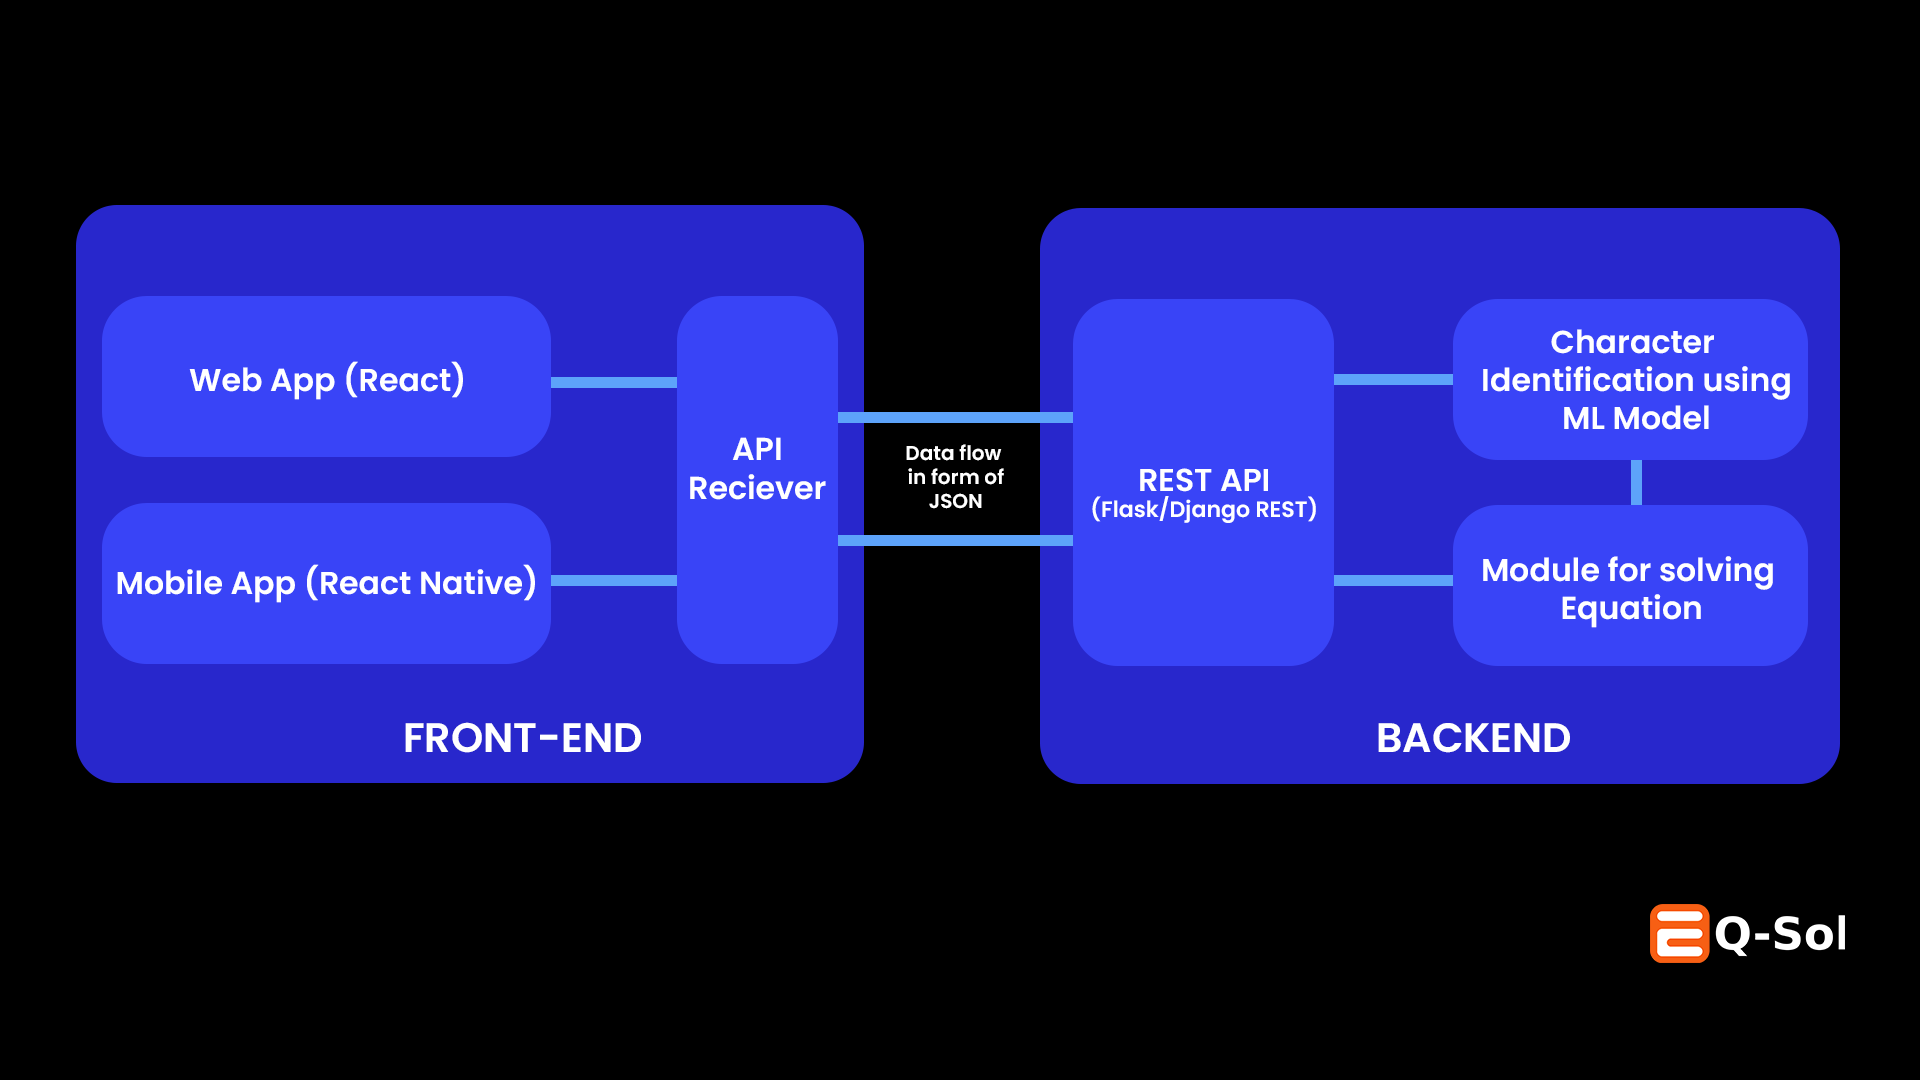 Web App (React)
Mobile App (React Native)
API
Reciever
FRONT-END
Data flow
in form of
JSON
REST API
(Flask/Django REST)
Character
Identification using
ML Model
Module for solving
Equation
BACKEND
EQ-Sol